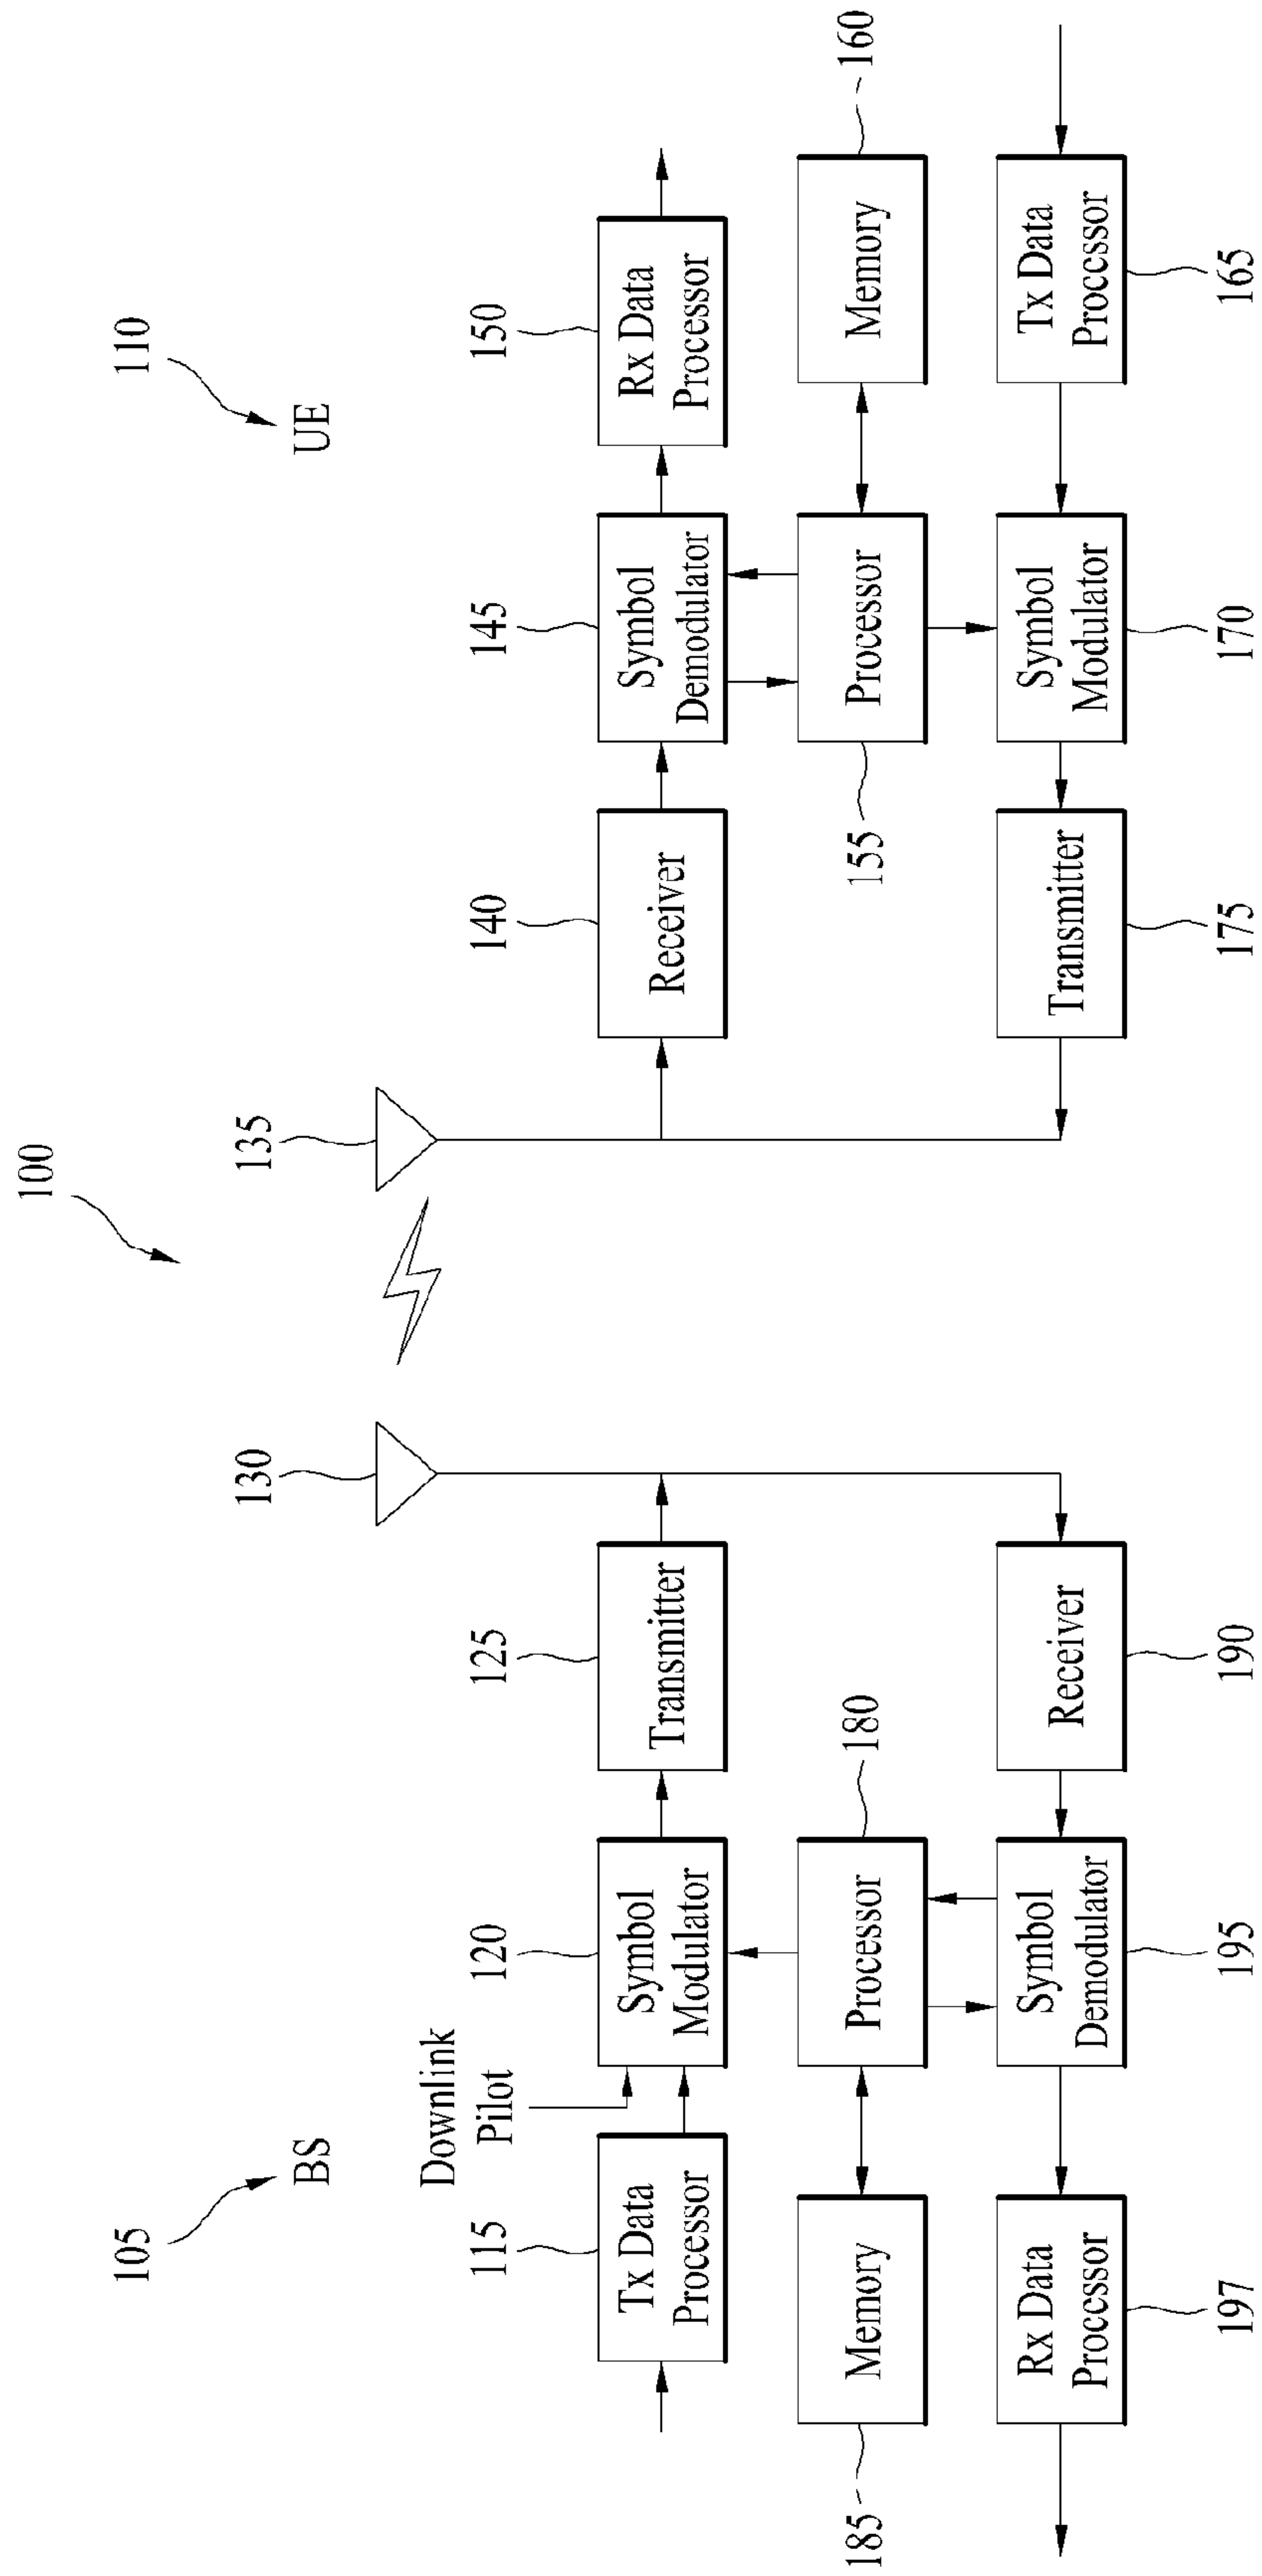 100
105
BS
110
UE
130
135
Downlink
Pilot
115
120
125
140
145
150
Tx Data
Processor
Symbol
Modulator
Transmitter
Receiver
Symbol
Demodulator
Rx Data
Processor
180
160
Memory
Processor
Processor
Memory
185
155
Rx Data
Processor
Symbol
Demodulator
Receiver
Transmitter
Symbol
Modulator
Tx Data
Processor
197
195
190
175
170
165